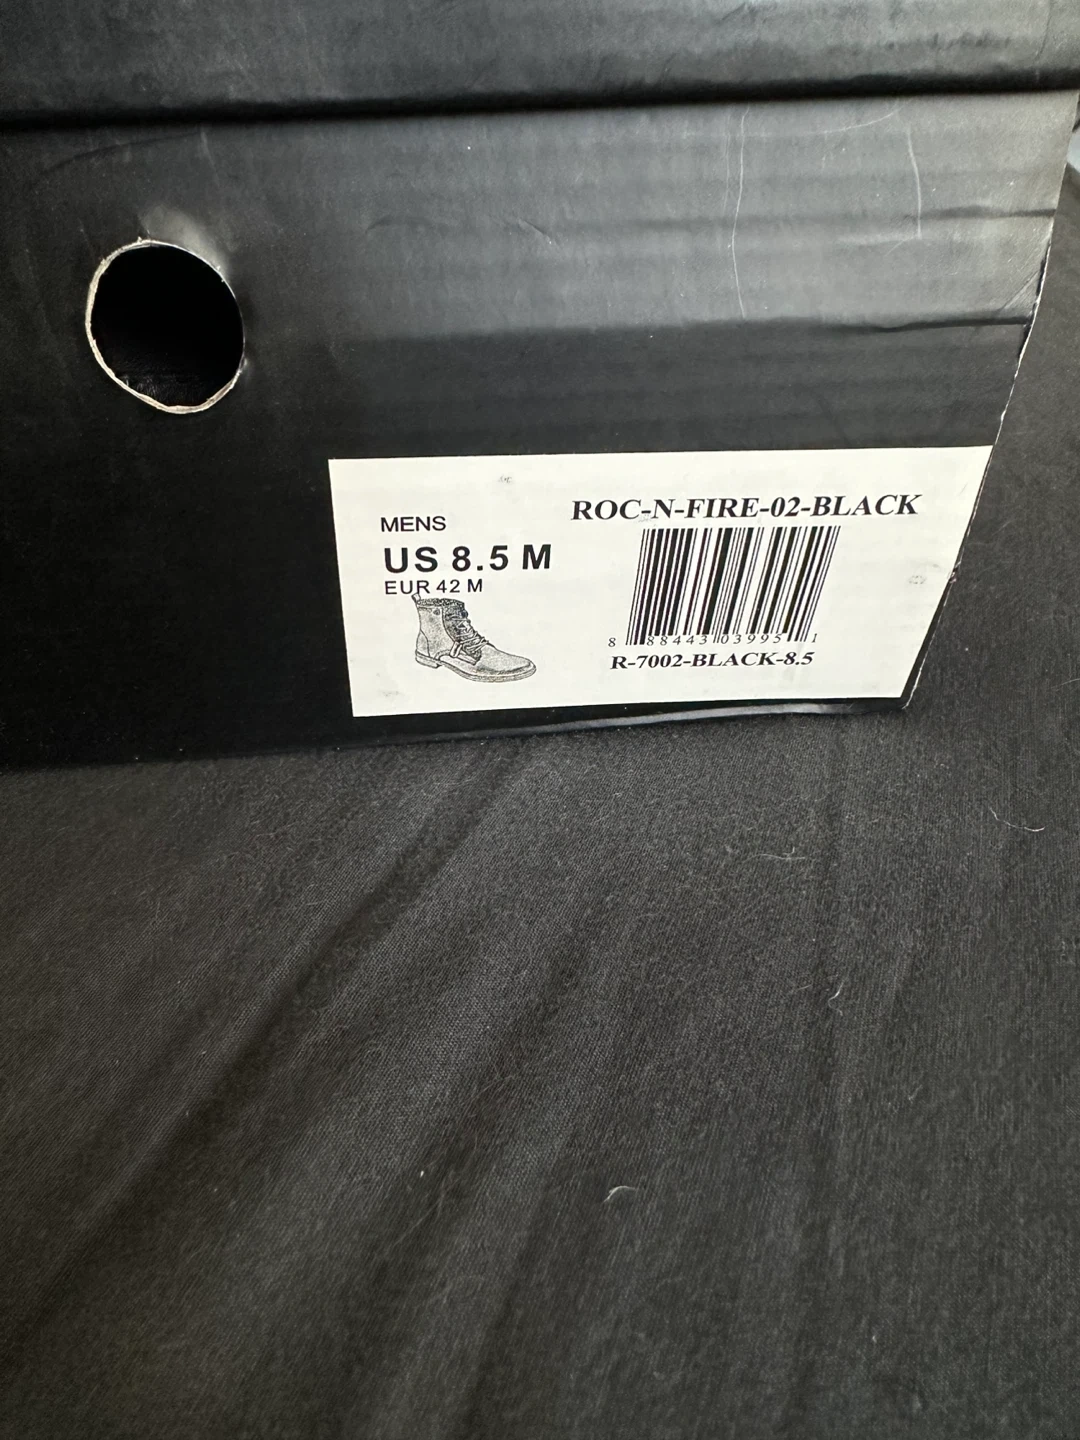 MENS
US 8.5 M
EUR 42 M
ROC-N-FIRE-02-BLACK
8 88443 03995 1
R-7002-BLACK-8.5